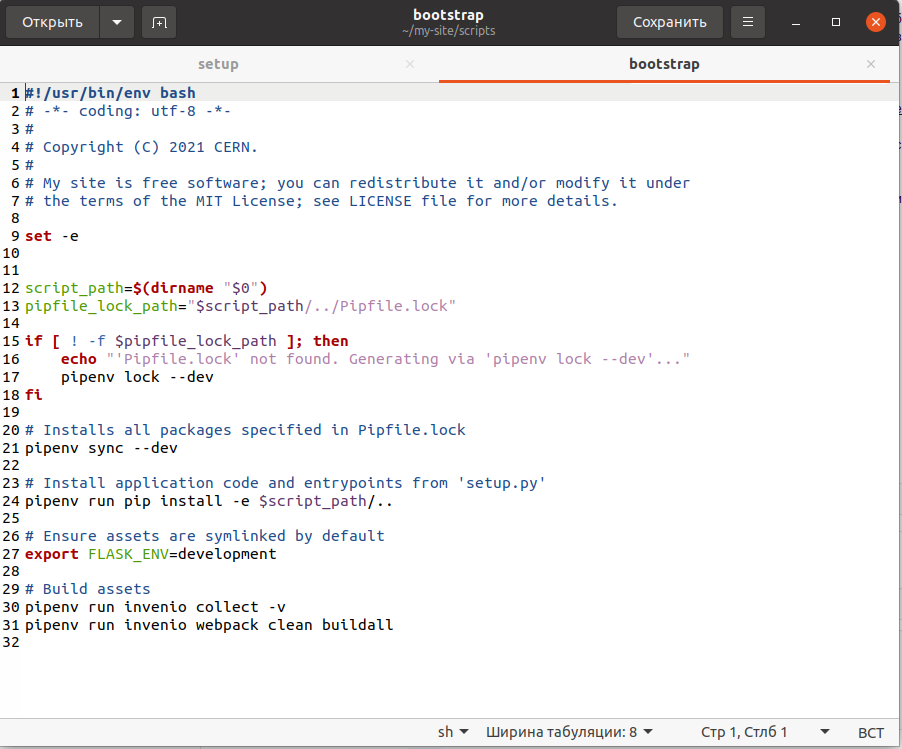 Открыть
bootstrap
~/my-site/scripts
Сохранить
setup
bootstrap
1 #!/usr/bin/env bash
2 # -*- coding: utf-8 -*-
3 #
4 # Copyright (C) 2021 CERN.
5 #
6 # My site is free software; you can redistribute it and/or modify it under
7 # the terms of the MIT License; see LICENSE file for more details.
8
9 set -e
10
11
12 script_path=$(dirname "$0")
13 pipfile_lock_path="$script_path/../Pipfile.lock"
14
15 if [ ! -f $pipfile_lock_path ]; then
16     echo "'Pipfile.lock' not found. Generating via 'pipenv lock --dev'..."
17     pipenv lock --dev
18 fi
19
20 # Installs all packages specified in Pipfile.lock
21 pipenv sync --dev
22
23 # Install application code and entrypoints from 'setup.py'
24 pipenv run pip install -e $script_path/..
25
26 # Ensure assets are symlinked by default
27 export FLASK_ENV=development
28
29 # Build assets
30 pipenv run invenio collect -v
31 pipenv run invenio webpack clean buildall
32
sh Ширина табуляции: 8 Стр 1, Стлб 1 ВСТ